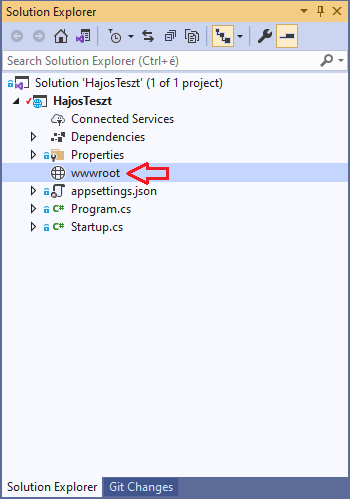 Solution Explorer
Search Solution Explorer (Ctrl+é)
Solution 'HajosTeszt' (1 of 1 project)
HajosTeszt
Connected Services
Dependencies
Properties
wwwroot
appsettings.json
C# Program.cs
C# Startup.cs
Solution Explorer Git Changes